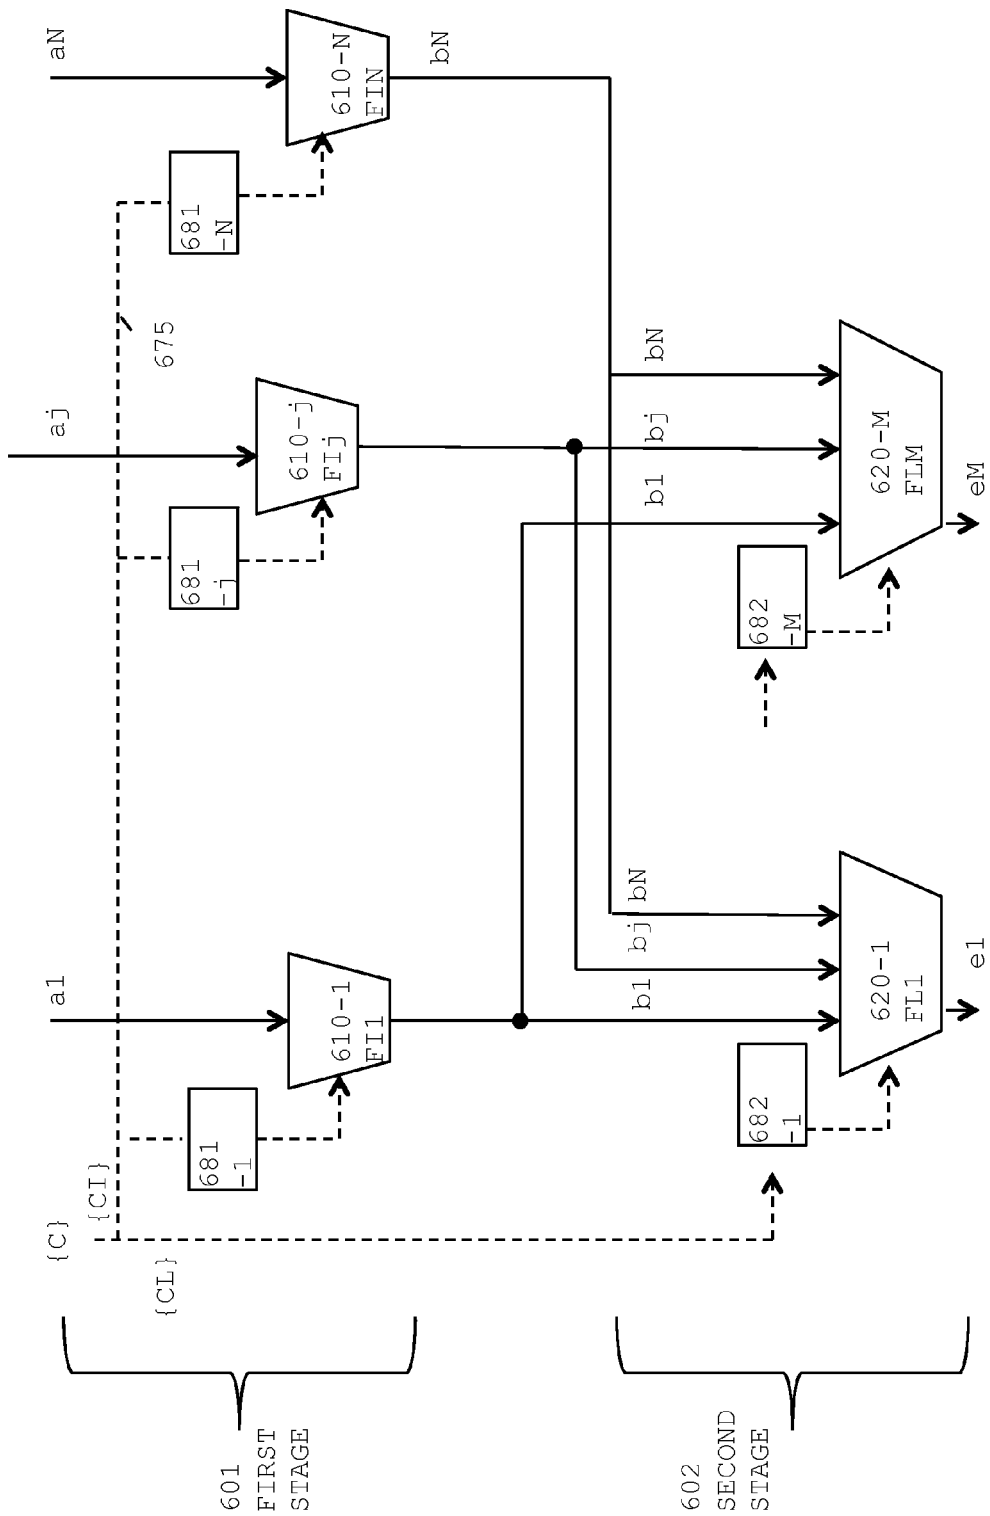 601
FIRST
STAGE
602
SECOND
STAGE
{C}
{CI}
{CL}
681
-1
a1
610-1
FI1
681
-j
aj
610-j
FIj
675
681
-N
aN
610-N
FIN
bN
b1
bj
bN
b1
bj
bN
682
-1
620-1
FL1
e1
682
-M
620-M
FLM
eM